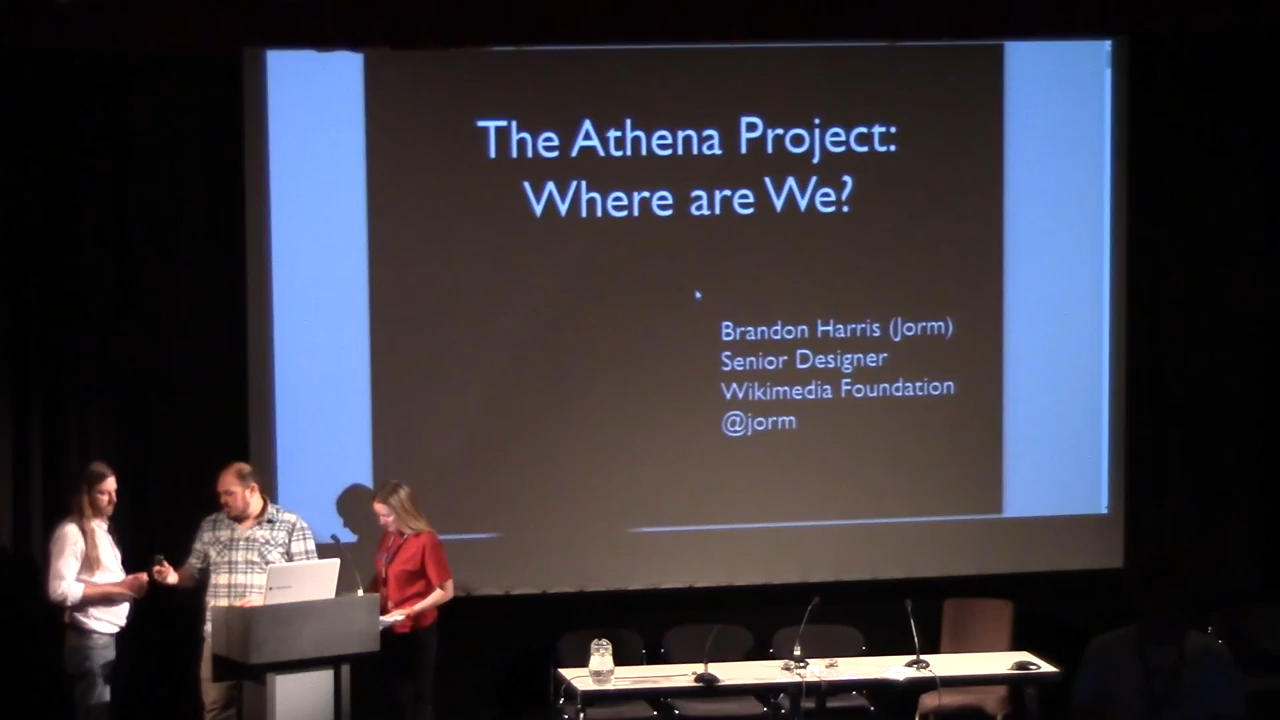 The Athena Project:
Where are We?
Brandon Harris (Jorm)
Senior Designer
Wikimedia Foundation
@jorm